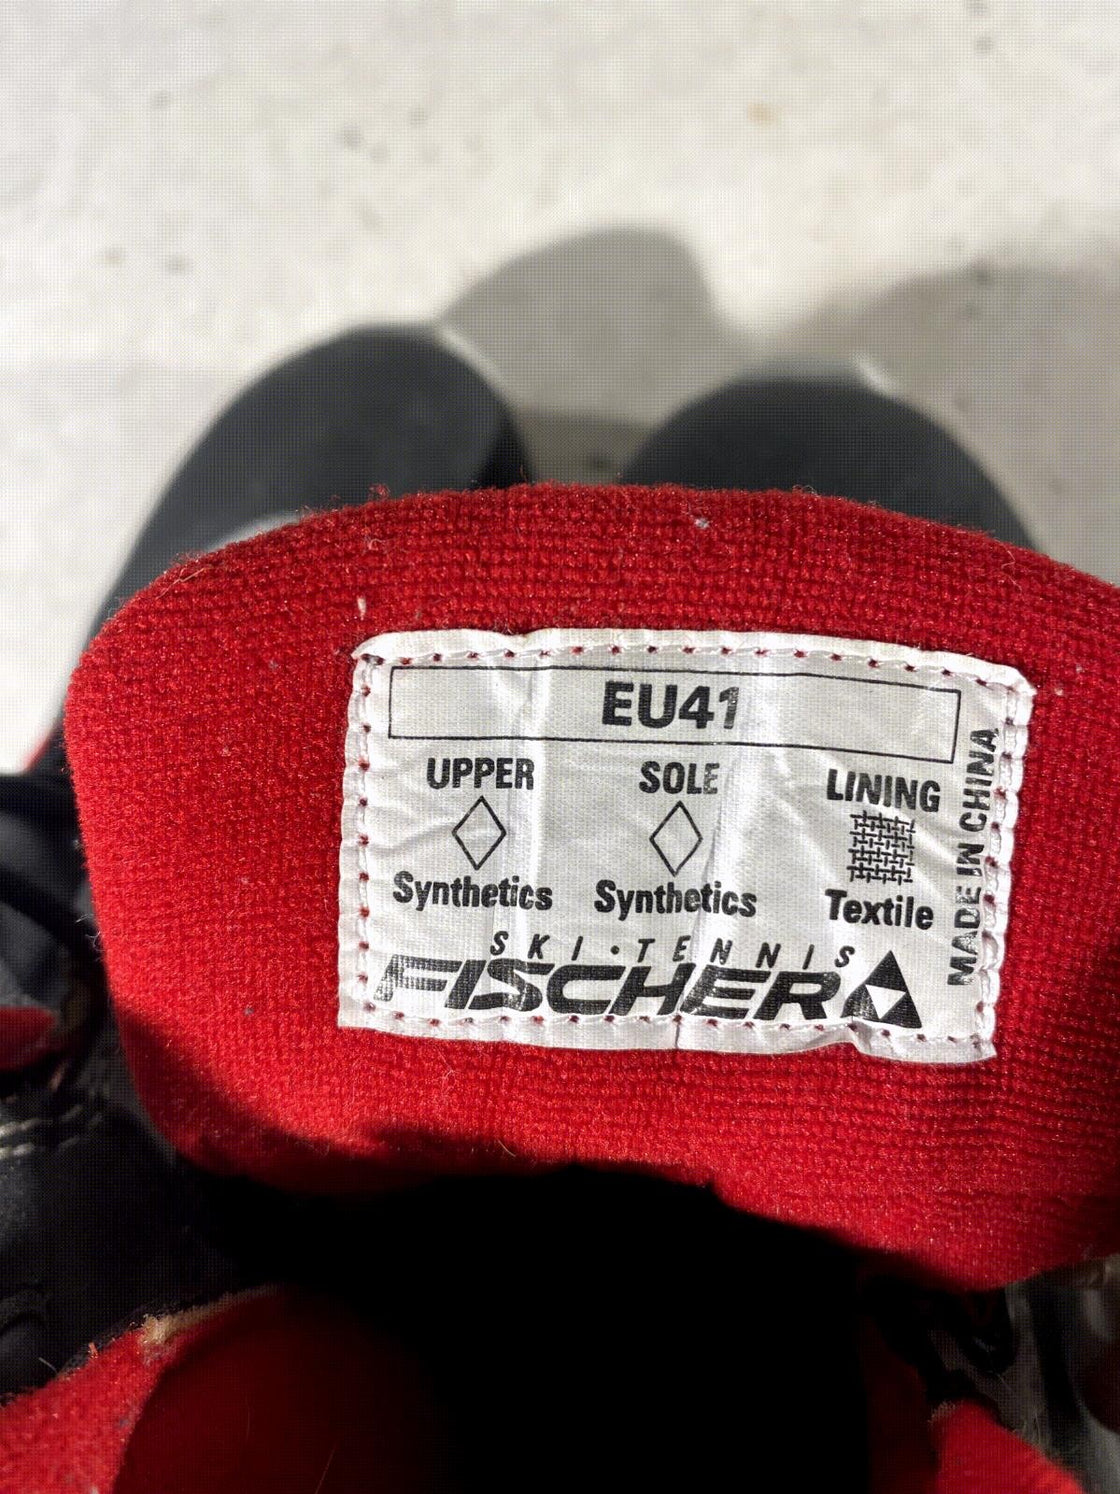 EU41
UPPER SOLE LINING
Synthetics Synthetics Textile
SKI·TENNIS
FISCHER
MADE IN CHINA